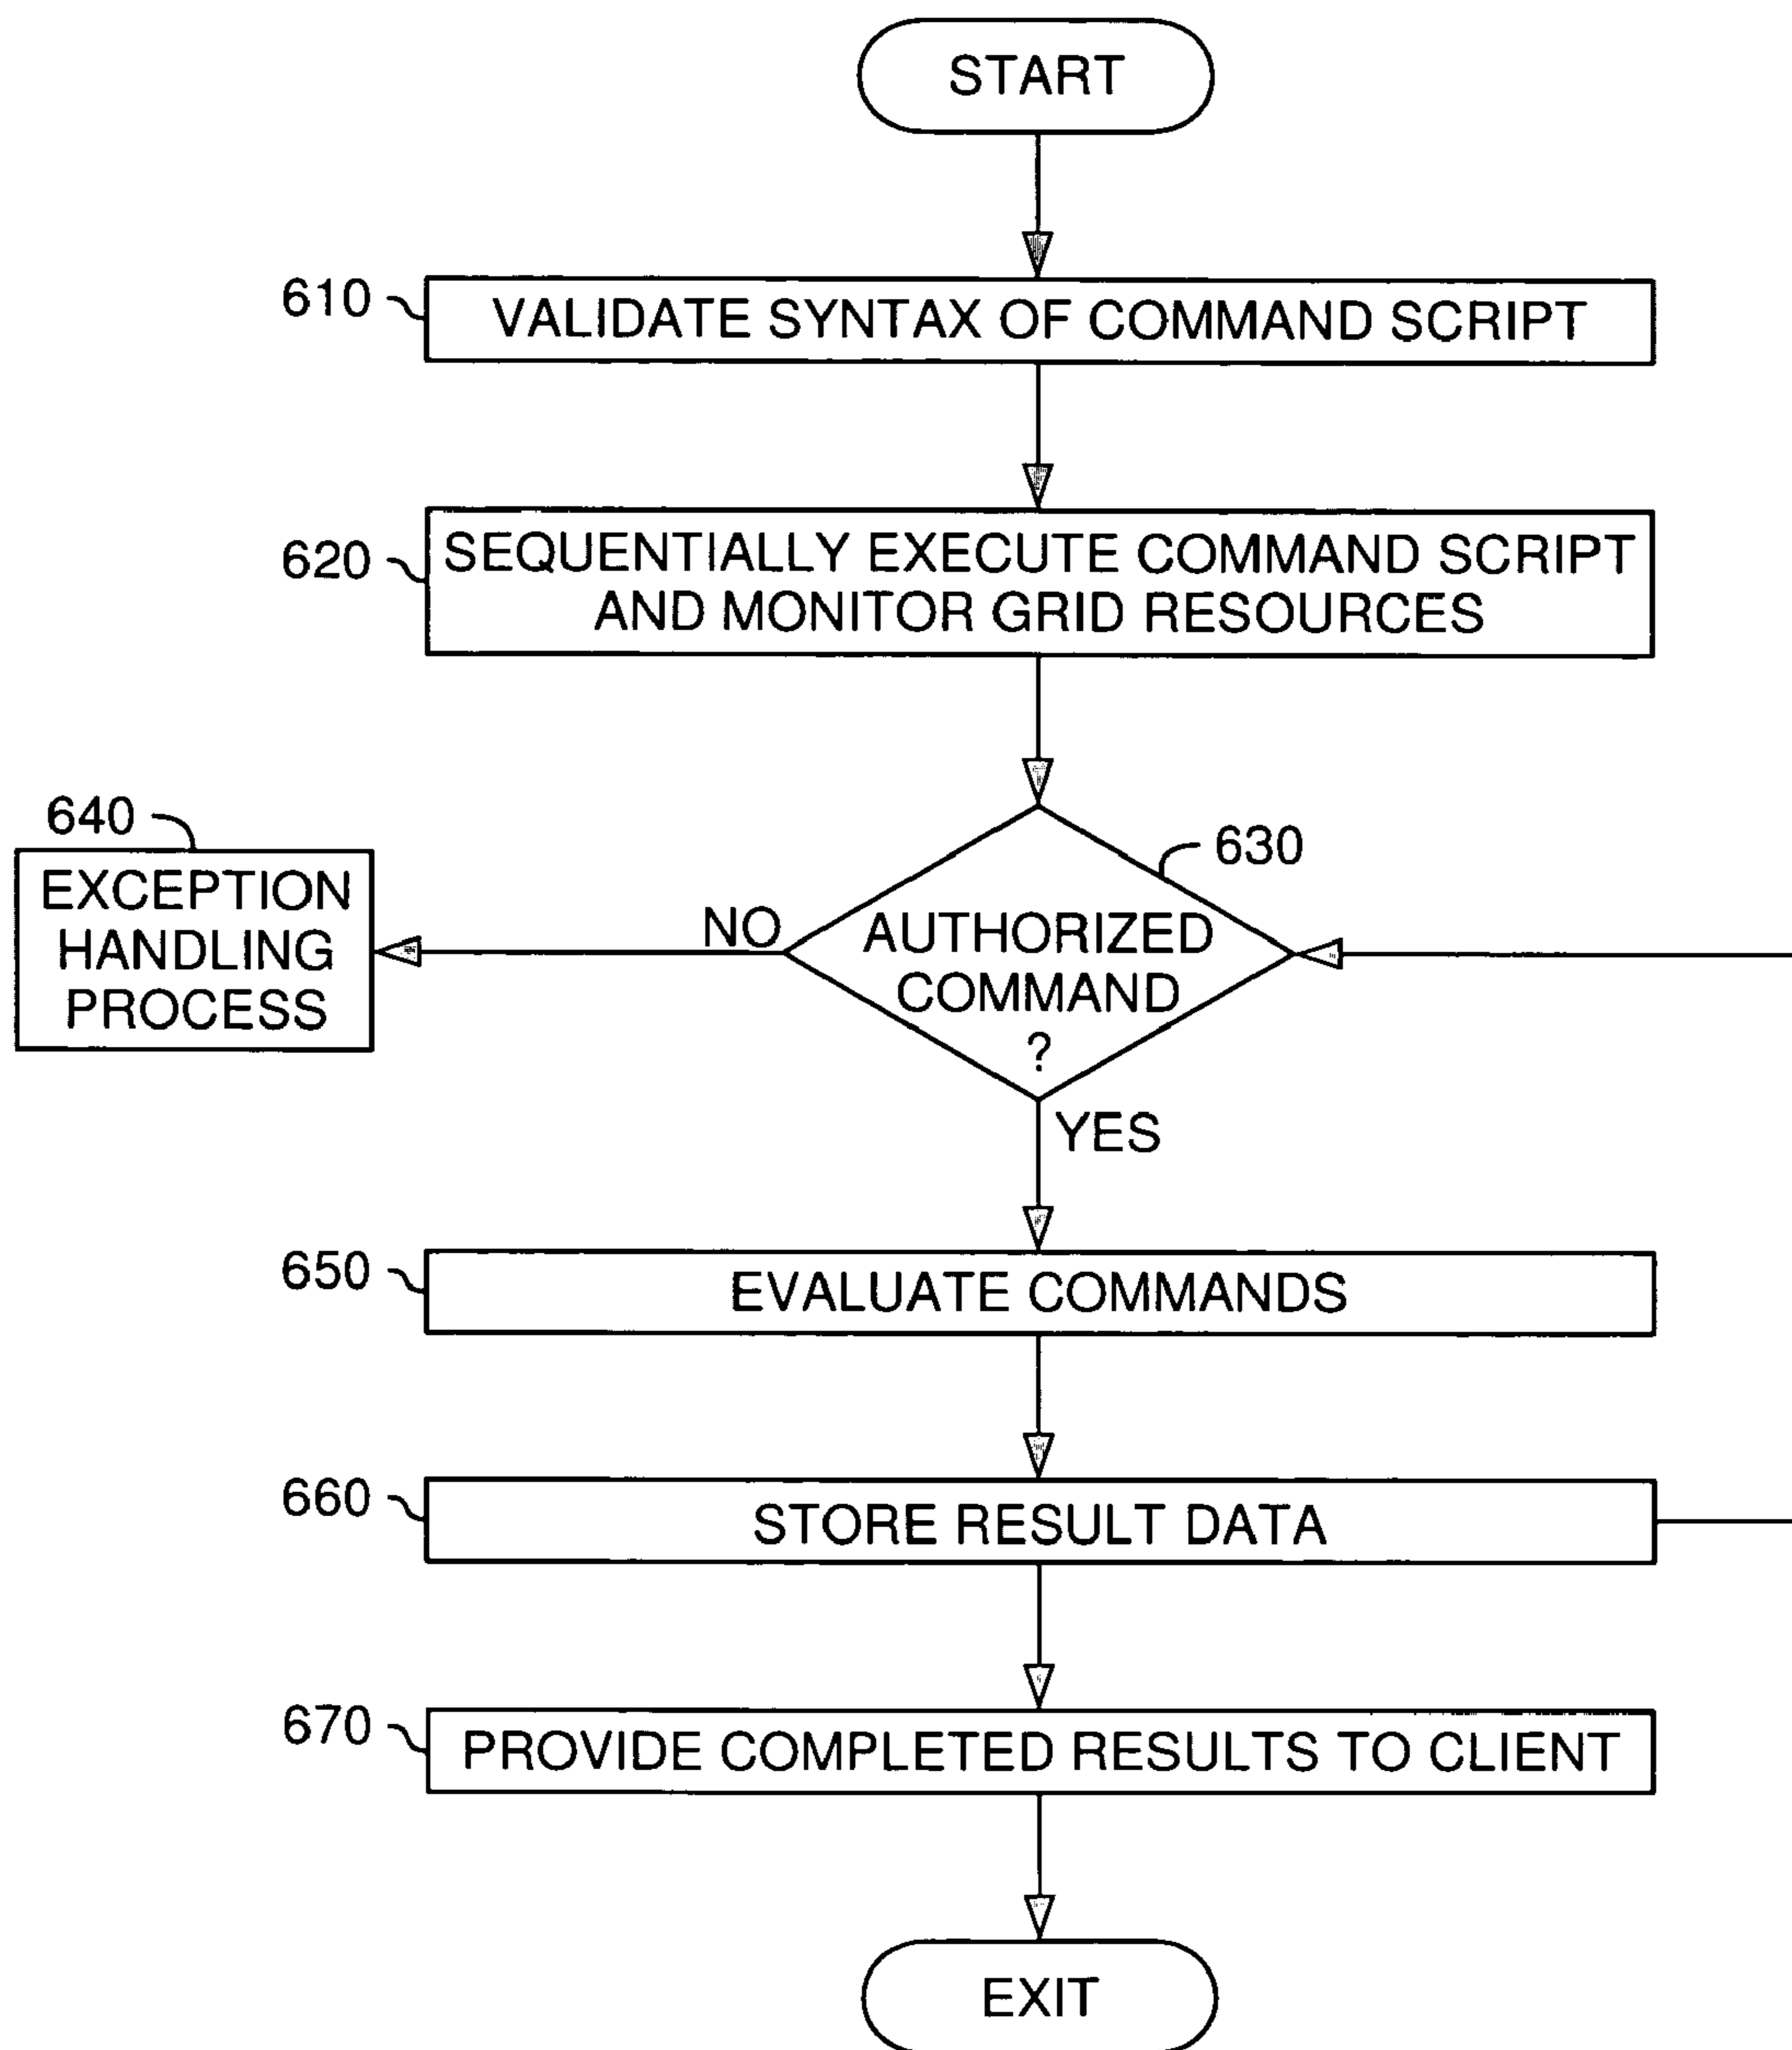 START
610
VALIDATE SYNTAX OF COMMAND SCRIPT
620
SEQUENTIALLY EXECUTE COMMAND SCRIPT
AND MONITOR GRID RESOURCES
640
EXCEPTION
HANDLING
PROCESS
NO
630
AUTHORIZED
COMMAND
?
YES
650
EVALUATE COMMANDS
660
STORE RESULT DATA
670
PROVIDE COMPLETED RESULTS TO CLIENT
EXIT